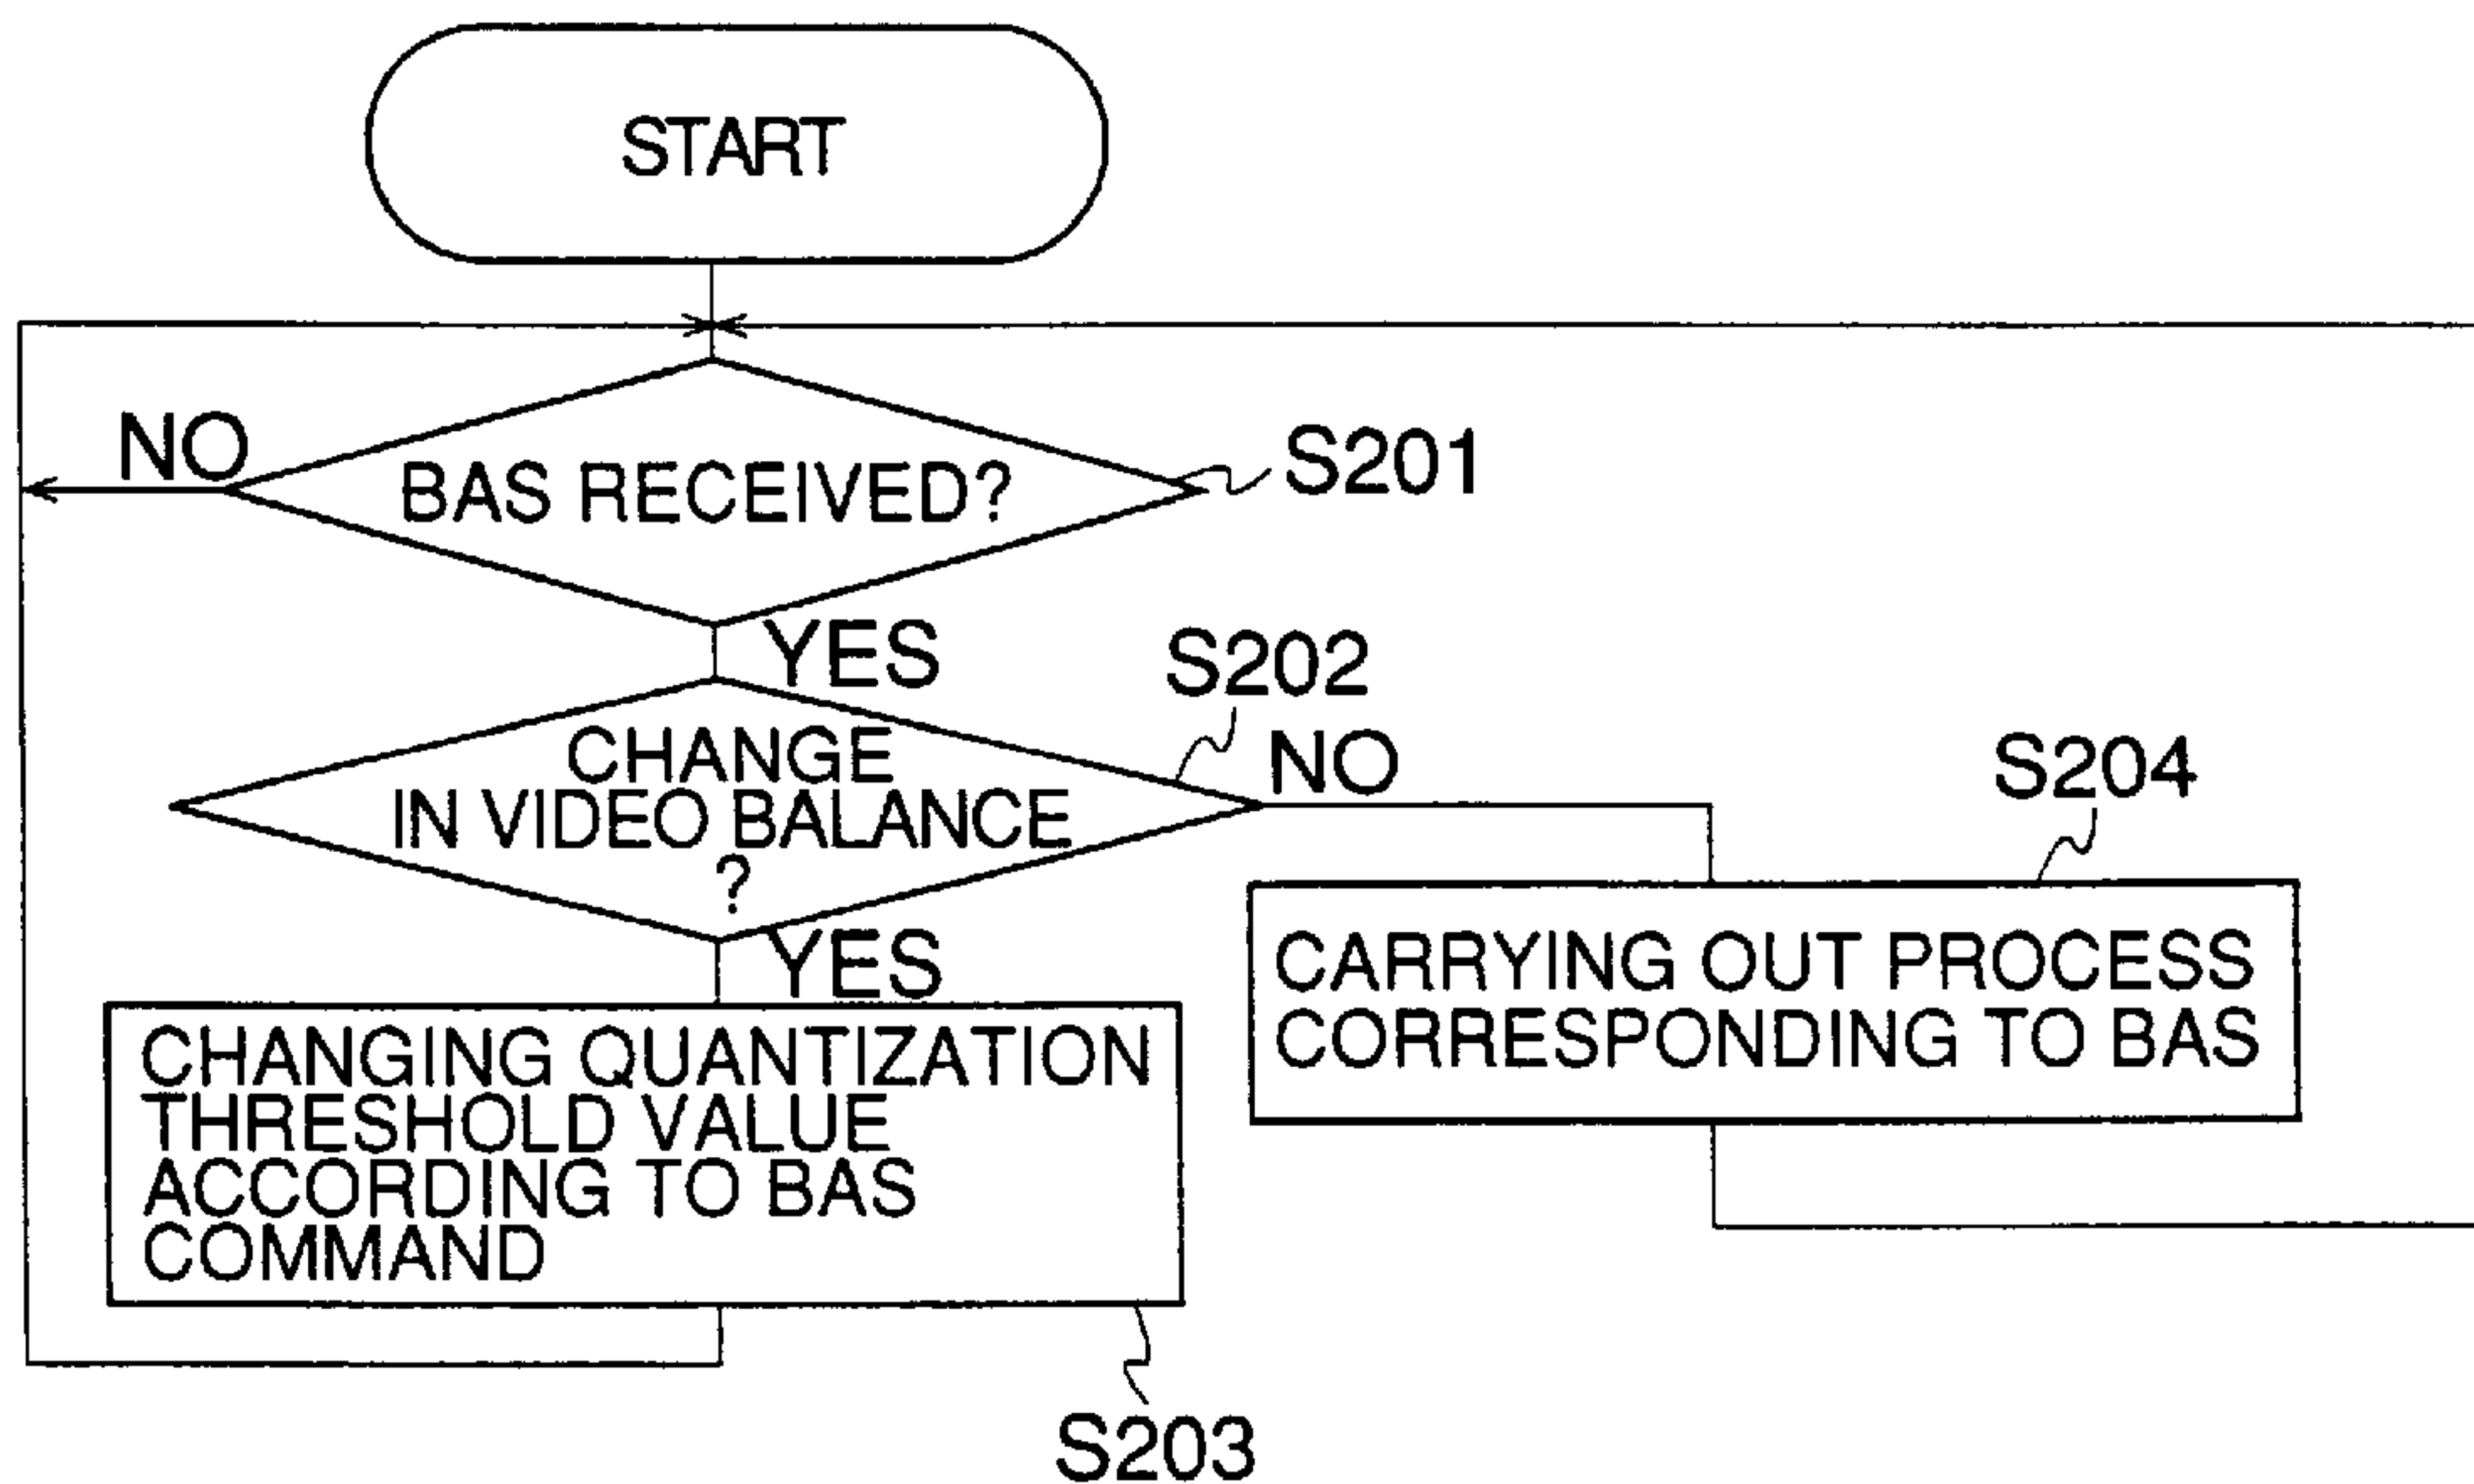 START
NO
BAS RECEIVED?
S201
YES
S202
CHANGE
IN VIDEO BALANCE
?
NO
S204
YES
CARRYING OUT PROCESS
CORRESPONDING TO BAS
CHANGING QUANTIZATION
THRESHOLD VALUE
ACCORDING TO BAS
COMMAND
S203